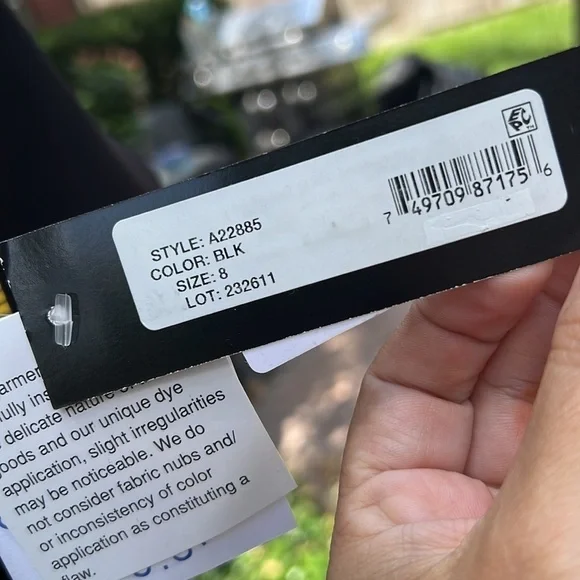 EPC
7 49709 87175 6
STYLE: A22885
COLOR: BLK
SIZE: 8
LOT: 232611
delicate nature
oods and our unique dye
application, slight irregularities
may be noticeable. We do
not consider fabric nubs and/
or inconsistency of color
application as constituting a
flaw.